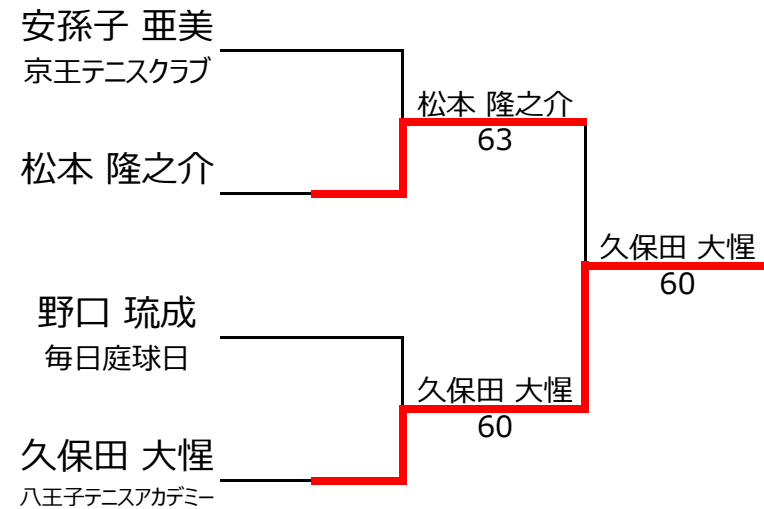 安孫子 亜美
京王テニスクラブ
松本 隆之介
63
松本 隆之介
久保田 大惺
60
野口 琉成
毎日庭球日
久保田 大惺
60
久保田 大惺
八王子テニスアカデミー